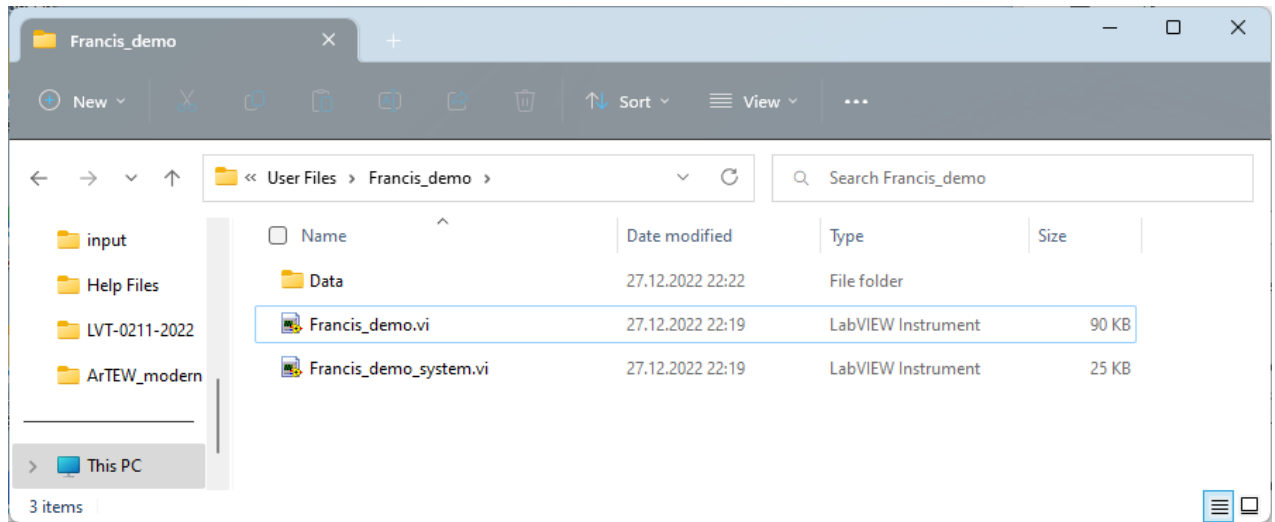 Francis_demo
New Sort View
« User Files > Francis_demo > Search Francis_demo
input
Help Files
LVT-0211-2022
ArTEW_modern
This PC
Name Date modified Type Size
Data 27.12.2022 22:22 File folder
Francis_demo.vi 27.12.2022 22:19 LabVIEW Instrument 90 KB
Francis_demo_system.vi 27.12.2022 22:19 LabVIEW Instrument 25 KB
3 items